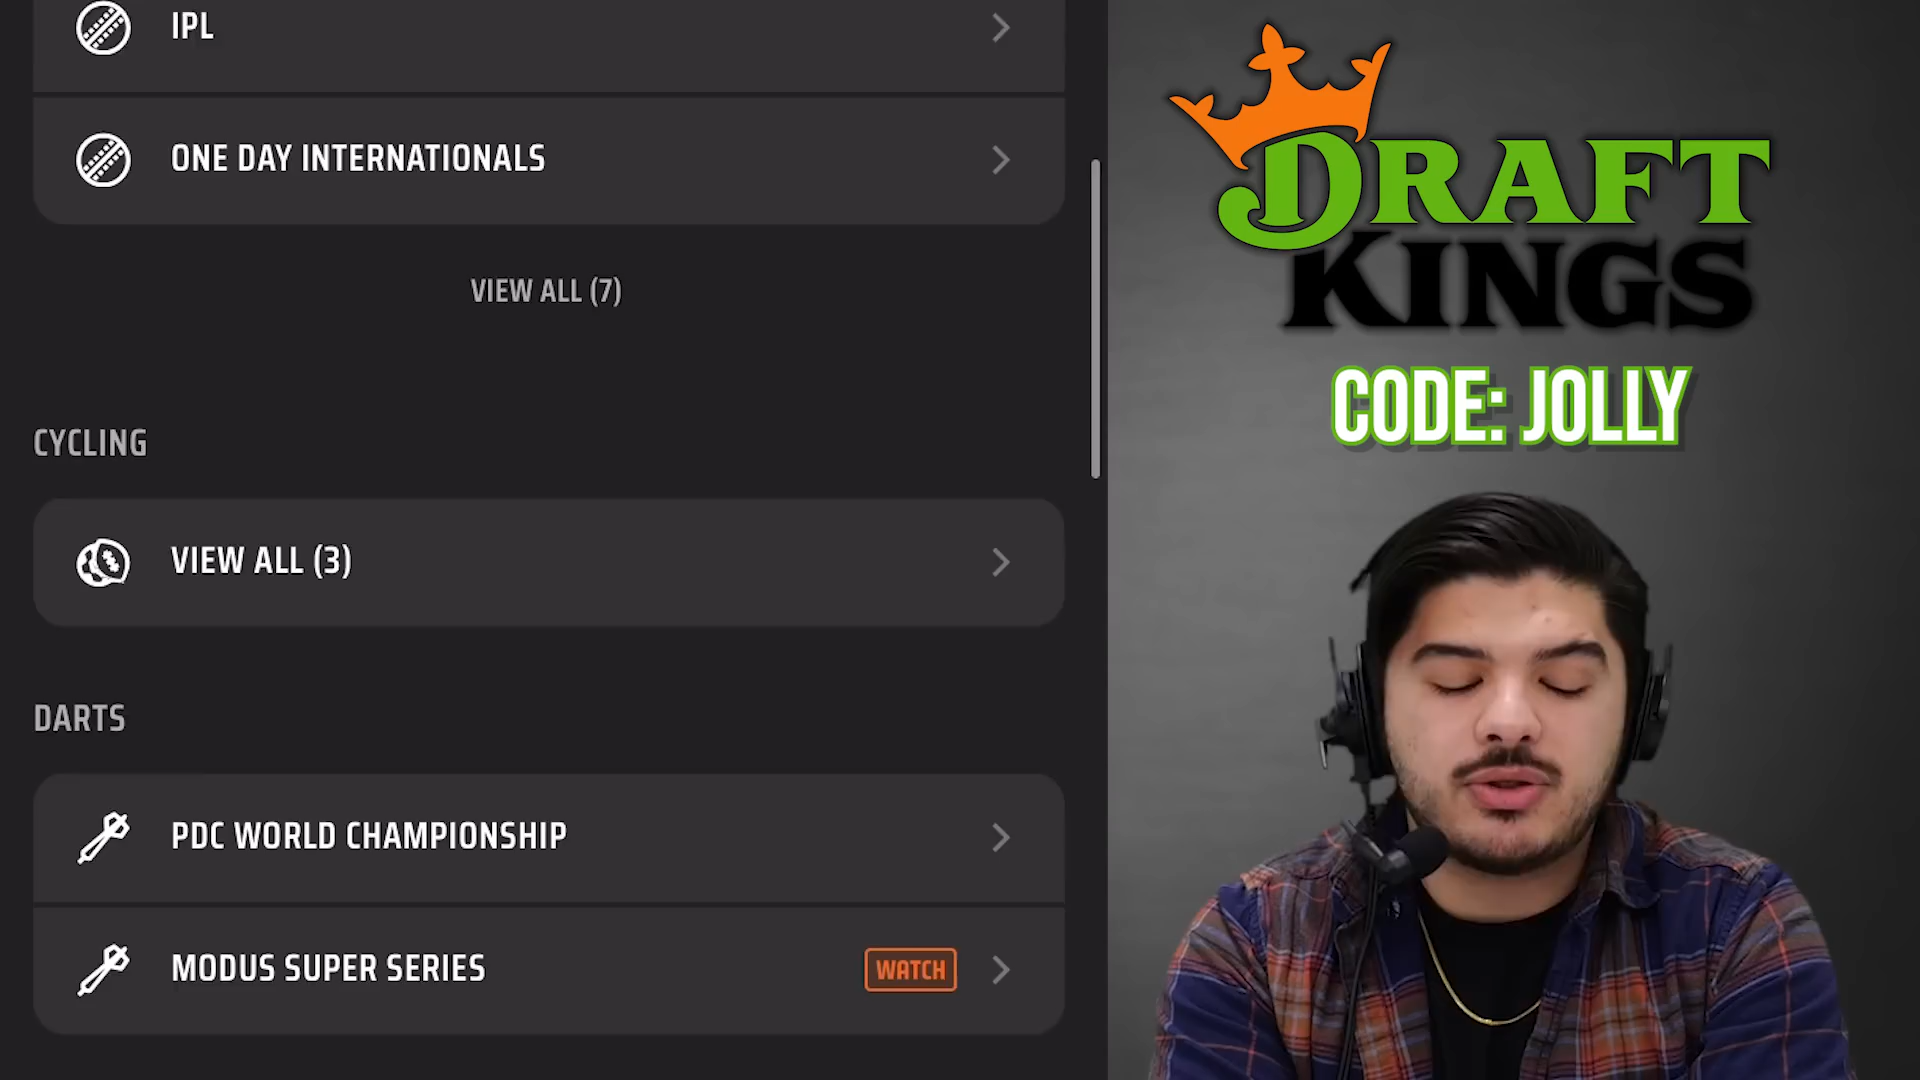 IPL
ONE DAY INTERNATIONALS
VIEW ALL (7)
CYCLING
VIEW ALL (3)
DARTS
PDC WORLD CHAMPIONSHIP
MODUS SUPER SERIES
WATCH
DRAFT
KINGS
CODE: JOLLY